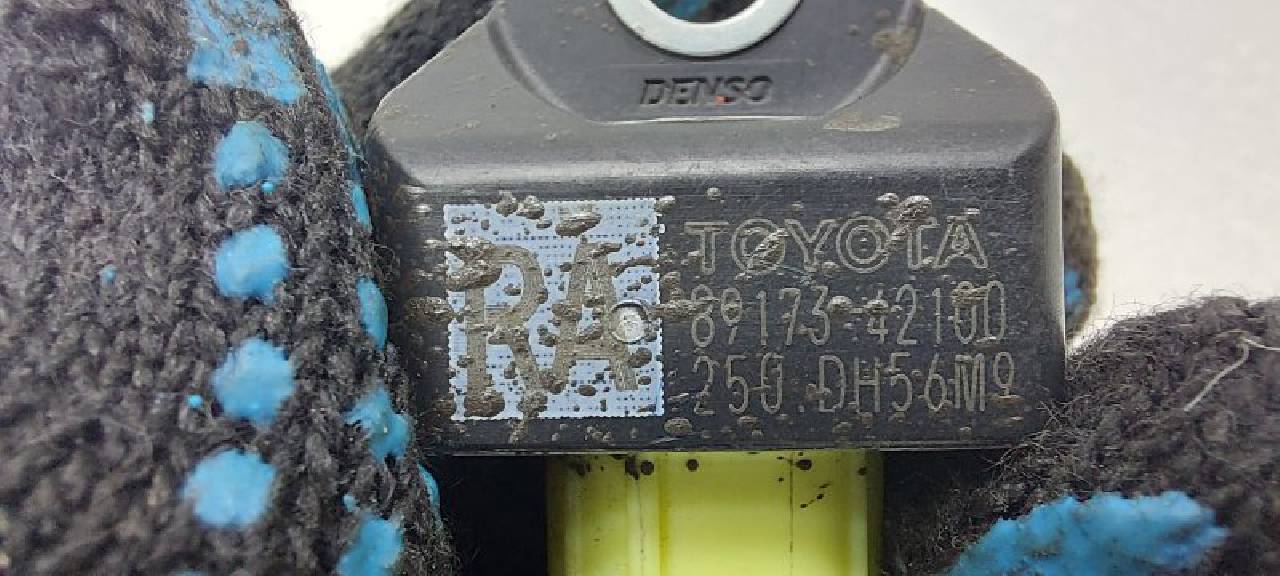 DENSO
RA
TOYOTA
89173-42100
250.DH56M9